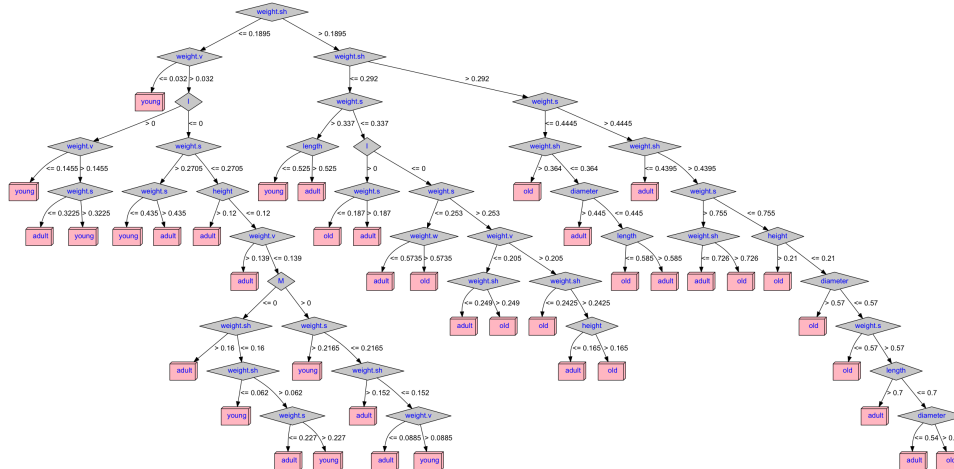 weight.sh
<= 0.1895 > 0.1895
weight.v weight.sh
<= 0.032 > 0.032 <= 0.292 > 0.292
young I weight.s weight.s
> 0 <= 0 > 0.337 <= 0.337 <= 0.4445 > 0.4445
weight.v weight.s length I weight.sh weight.sh
<= 0.1455 > 0.1455 > 0.2705 <= 0.2705 <= 0.525 > 0.525 > 0 <= 0 > 0.364 <= 0.364 <= 0.4395 > 0.4395
young weight.s weight.s height young adult weight.s weight.s old diameter adult weight.s
<= 0.3225 > 0.3225 <= 0.435 > 0.435 > 0.12 <= 0.12 <= 0.187 > 0.187 <= 0.253 > 0.253 > 0.445 <= 0.445 > 0.755 <= 0.755
adult young young adult adult weight.v old adult weight.w weight.v adult length weight.sh height
> 0.139 <= 0.139 <= 0.5735 > 0.5735 <= 0.205 > 0.205 <= 0.585 > 0.585 <= 0.726 > 0.726 > 0.21 <= 0.21
adult M adult old weight.sh weight.sh old adult adult old old diameter
<= 0 > 0 <= 0.249 > 0.249 <= 0.2425 > 0.2425 > 0.57 <= 0.57
weight.sh weight.s adult old old height old weight.s
> 0.16 <= 0.16 > 0.2165 <= 0.2165 <= 0.165 > 0.165 <= 0.57 > 0.57
adult weight.sh young weight.sh adult old old length
<= 0.062 > 0.062 > 0.152 <= 0.152 > 0.7 <= 0.7
young weight.s adult weight.v adult diameter
<= 0.227 > 0.227 <= 0.0885 > 0.0885 <= 0.54 > 0.
adult young adult young adult old